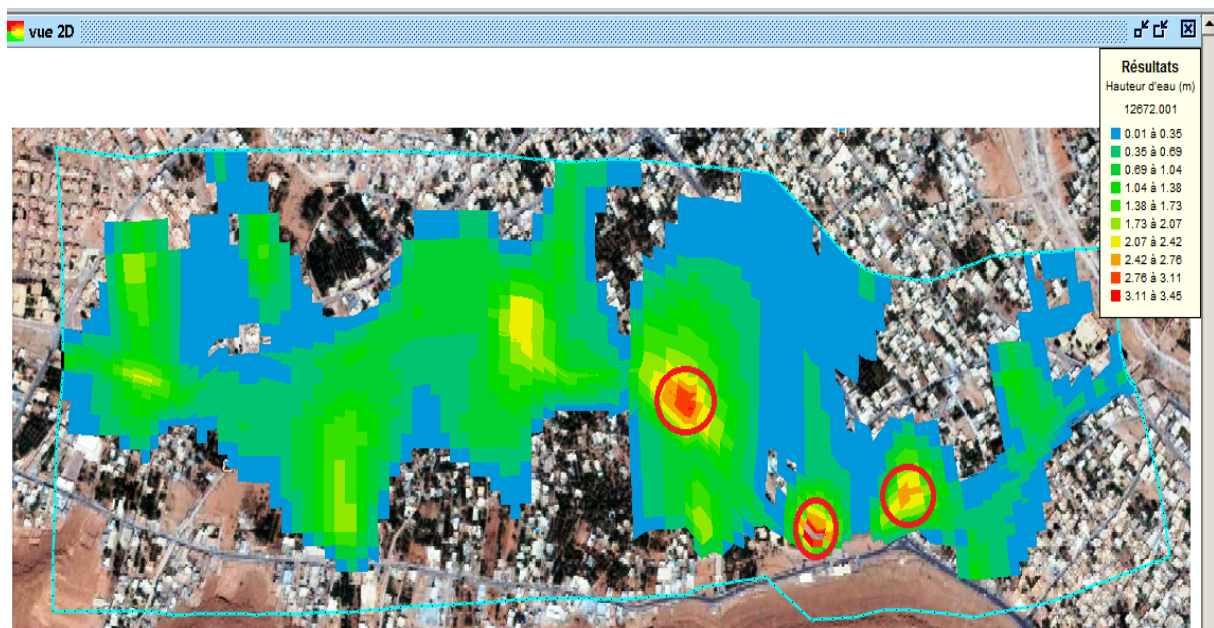 vue 2D
Résultats
Hauteur d'eau (m)
12672.001
0.01 à 0.35
0.35 à 0.69
0.69 à 1.04
1.04 à 1.38
1.38 à 1.73
1.73 à 2.07
2.07 à 2.42
2.42 à 2.76
2.76 à 3.11
3.11 à 3.45